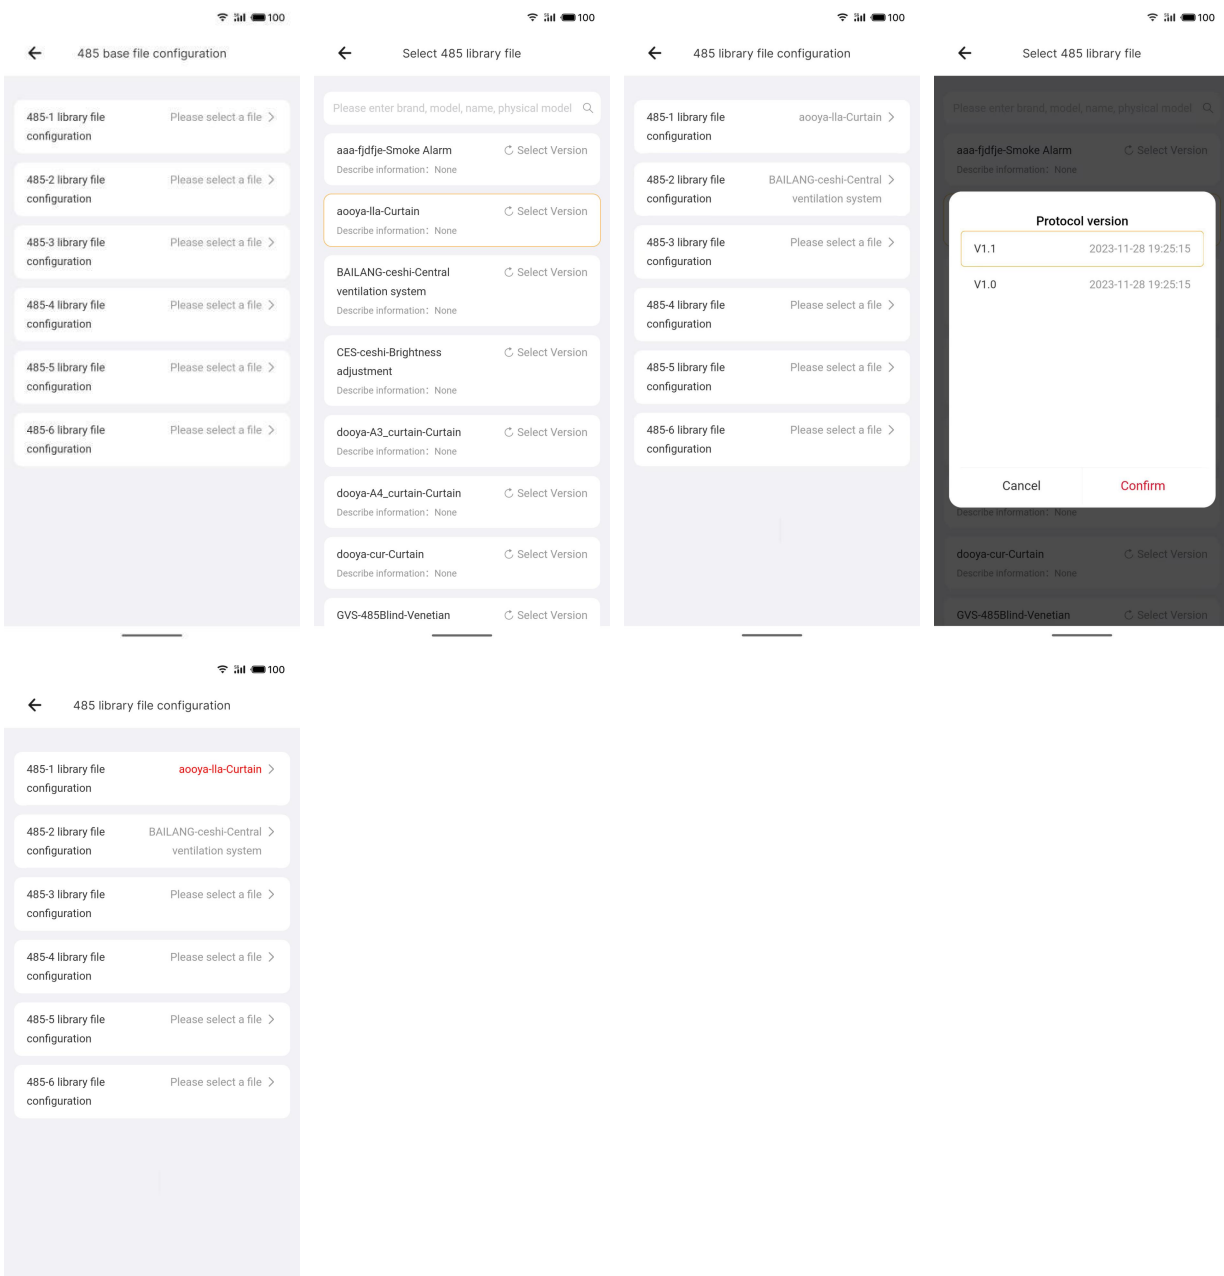 100
485 base file configuration
485-1 library file
configuration
Please select a file
485-2 library file
configuration
Please select a file
485-3 library file
configuration
Please select a file
485-4 library file
configuration
Please select a file
485-5 library file
configuration
Please select a file
485-6 library file
configuration
Please select a file
100
Select 485 library file
Please enter brand, model, name, physical model
aaa-fjdfje-Smoke Alarm
Select Version
Describe information: None
aooya-lla-Curtain
Select Version
Describe information: None
BAILANG-ceshi-Central
ventilation system
Select Version
Describe information: None
CES-ceshi-Brightness
adjustment
Select Version
Describe information: None
dooya-A3_curtain-Curtain
Select Version
Describe information: None
dooya-A4_curtain-Curtain
Select Version
Describe information: None
dooya-cur-Curtain
Select Version
Describe information: None
GVS-485Blind-Venetian
Select Version
100
485 library file configuration
485-1 library file
configuration
aooya-lla-Curtain
485-2 library file
configuration
BAILANG-ceshi-Central
ventilation system
485-3 library file
configuration
Please select a file
485-4 library file
configuration
Please select a file
485-5 library file
configuration
Please select a file
485-6 library file
configuration
Please select a file
100
Select 485 library file
Please enter brand, model, name, physical model
aaa-fjdfje-Smoke Alarm
Select Version
Describe information: None
Protocol version
V1.1
2023-11-28 19:25:15
V1.0
2023-11-28 19:25:15
Cancel
Confirm
Describe information: None
dooya-cur-Curtain
Select Version
Describe information: None
GVS-485Blind-Venetian
Select Version
100
485 library file configuration
485-1 library file
configuration
aooya-lla-Curtain
485-2 library file
configuration
BAILANG-ceshi-Central
ventilation system
485-3 library file
configuration
Please select a file
485-4 library file
configuration
Please select a file
485-5 library file
configuration
Please select a file
485-6 library file
configuration
Please select a file